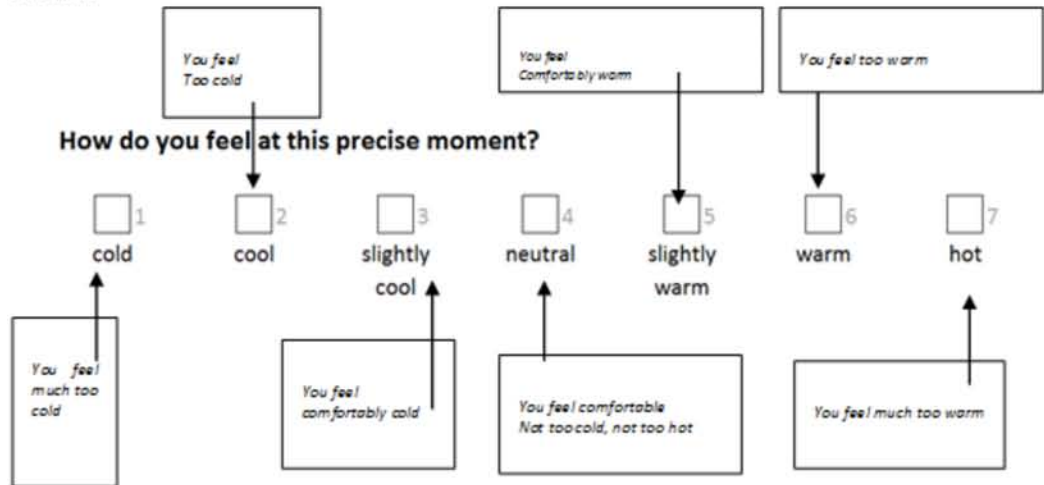 You feel
Too cold
You feel
Comfortably warm
You feel too warm
How do you feel at this precise moment?
1 2 3 4 5 6 7
cold cool slightly neutral slightly warm hot
cool warm
You feel
much too
cold
You feel
comfortably cold
You feel comfortable
Not too cold, not too hot
You feel much too warm